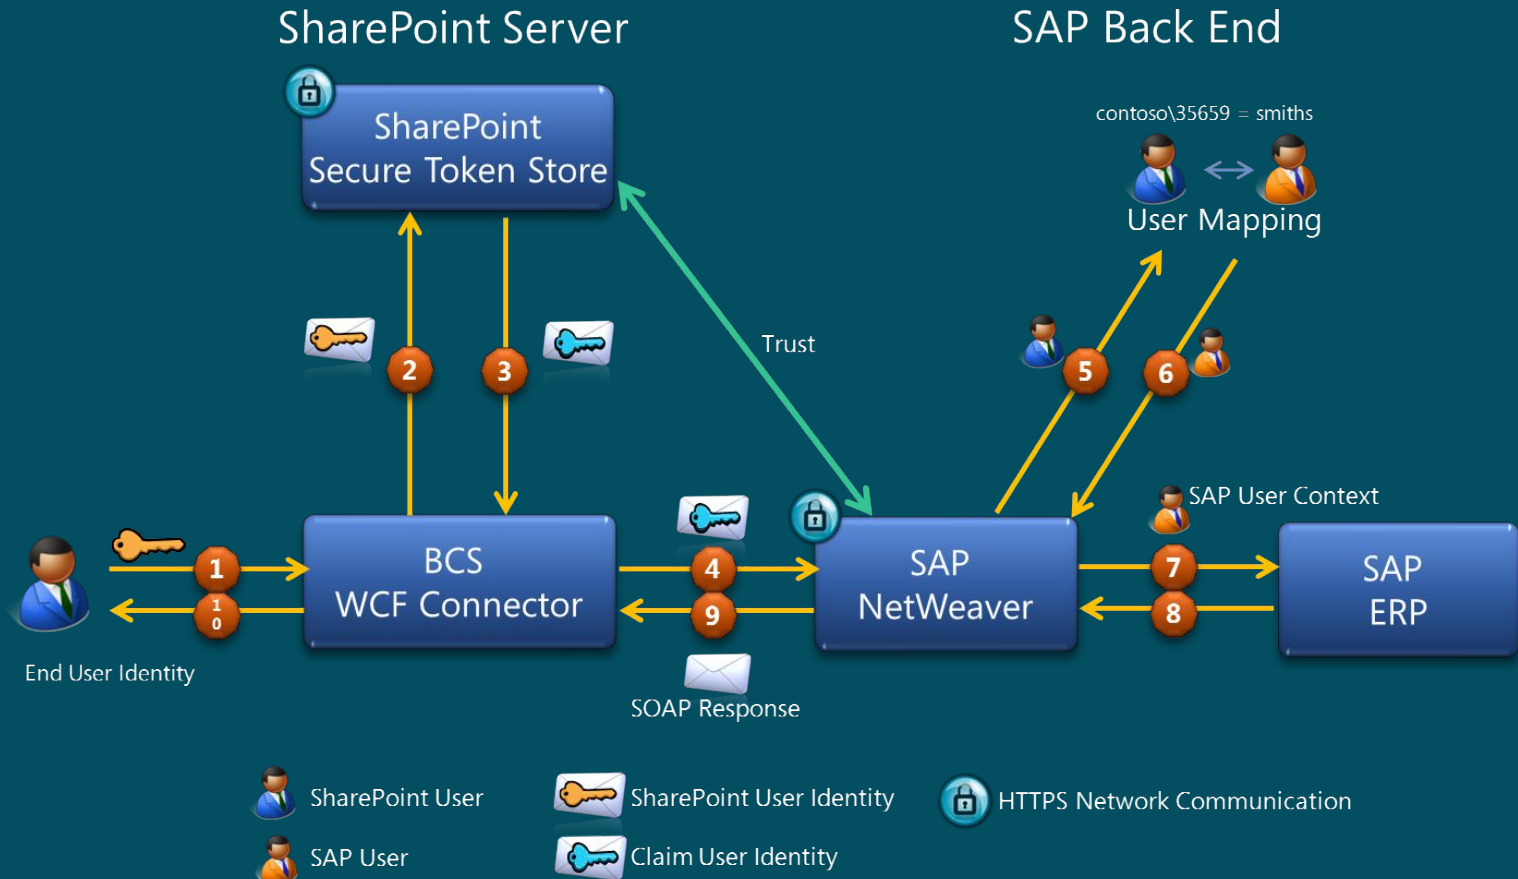 SharePoint Server
SAP Back End
SharePoint
Secure Token Store
contoso\35659 = smiths
User Mapping
Trust
2
3
5
6
SAP User Context
BCS
WCF Connector
SAP
NetWeaver
SAP
ERP
1
10
4
9
7
8
End User Identity
SOAP Response
SharePoint User
SharePoint User Identity
HTTPS Network Communication
SAP User
Claim User Identity